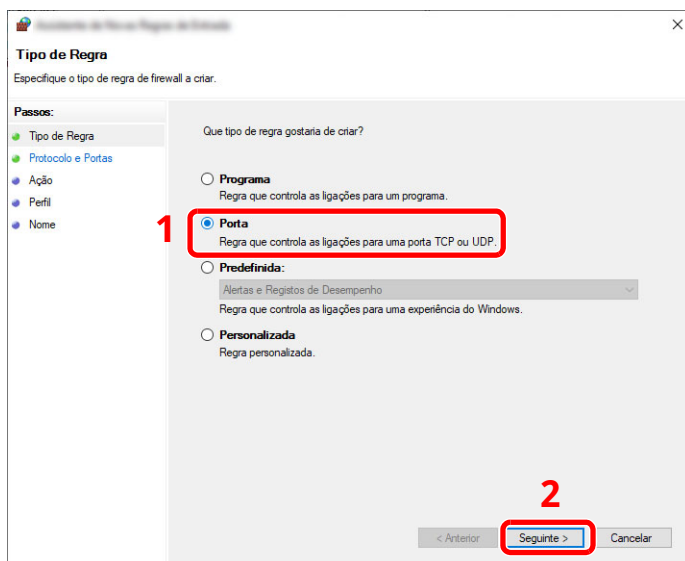 Tipo de Regra
Especifique o tipo de regra de firewall a criar.
Passos:
Tipo de Regra
Protocolo e Portas
Ação
Perfil
Nome
Que tipo de regra gostaria de criar?
Programa
Regra que controla as ligações para um programa.
1
Porta
Regra que controla as ligações para uma porta TCP ou UDP.
Predefinida:
Alertas e Registos de Desempenho
Regra que controla as ligações para uma experiência do Windows.
Personalizada
Regra personalizada.
2
< Anterior
Seguinte >
Cancelar